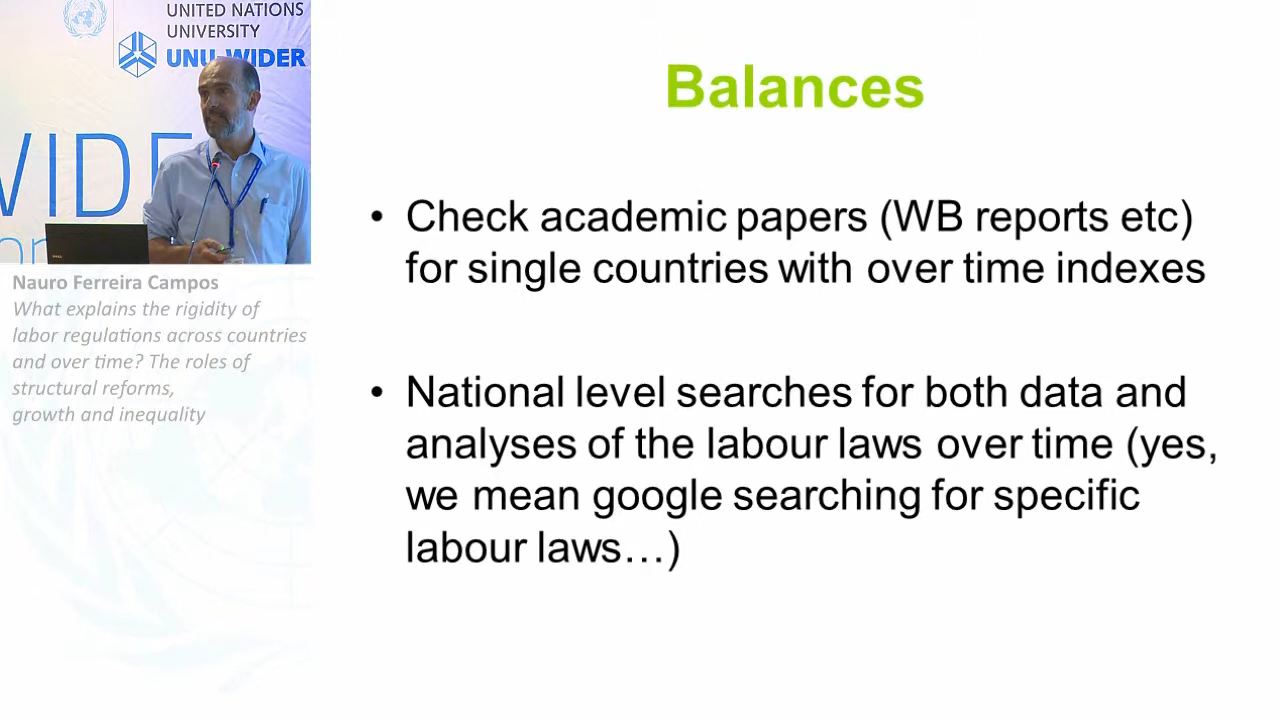 UNITED NATIONS
UNIVERSITY
UNU-WIDER
Nauro Ferreira Campos
What explains the rigidity of
labor regulations across countries
and over time? The roles of
structural reforms,
growth and inequality
Balances
• Check academic papers (WB reports etc)
for single countries with over time indexes
• National level searches for both data and
analyses of the labour laws over time (yes,
we mean google searching for specific
labour laws…)